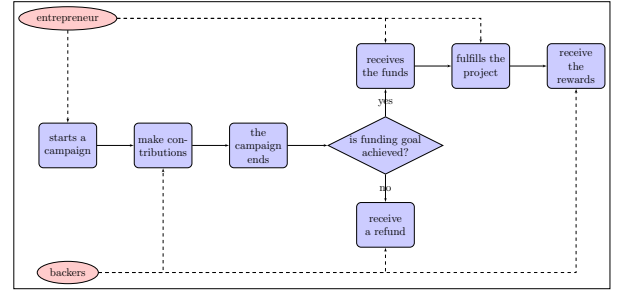 entrepreneur
receives
the funds
fulfills the
project
receive
the
rewards
yes
starts a
campaign
make con-
tributions
the
campaign
ends
is funding goal
achieved?
no
receive
a refund
backers